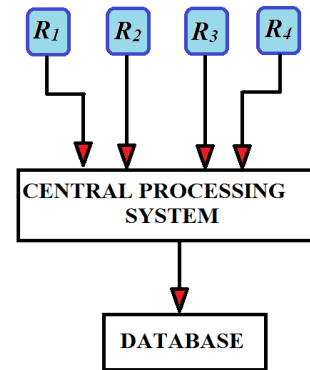 R1 R2 R3 R4
CENTRAL PROCESSING
SYSTEM
DATABASE